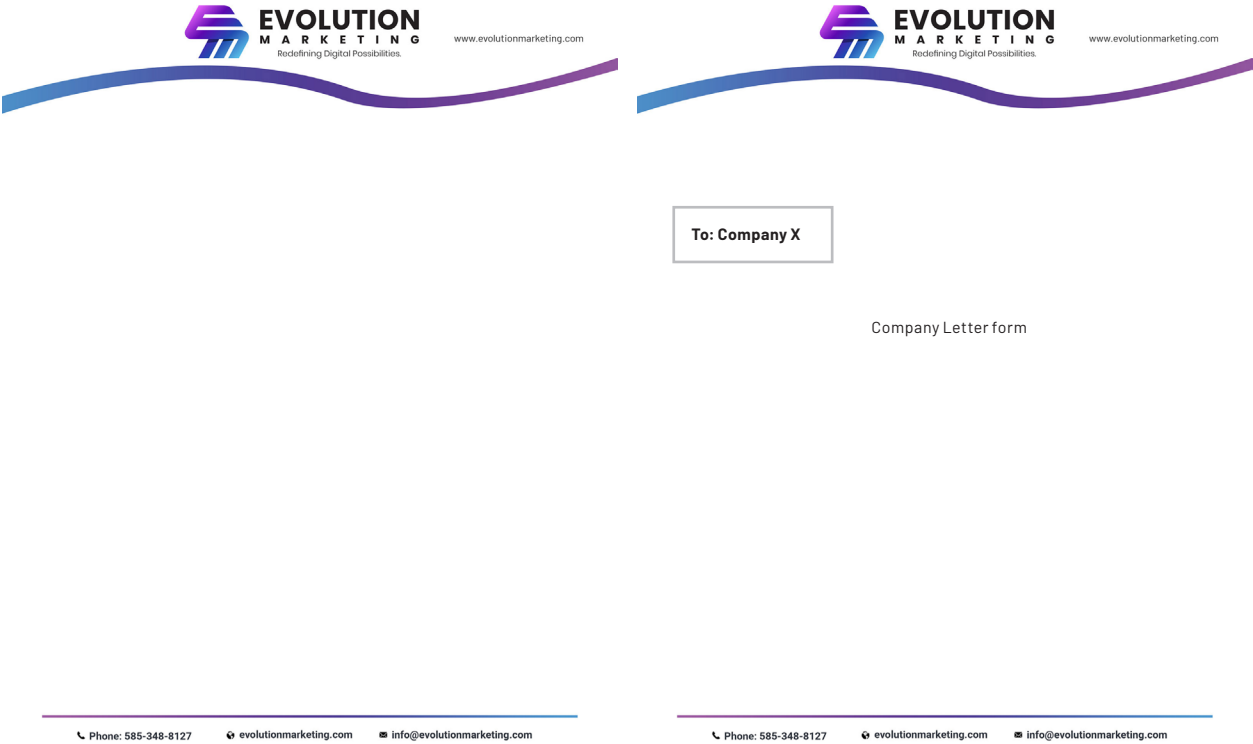 EVOLUTION
MARKETING
Redefining Digital Possibilities.
www.evolutionmarketing.com
Phone: 585-348-8127
evolutionmarketing.com
info@evolutionmarketing.com
EVOLUTION
MARKETING
Redefining Digital Possibilities.
www.evolutionmarketing.com
To: Company X
Company Letter form
Phone: 585-348-8127
evolutionmarketing.com
info@evolutionmarketing.com